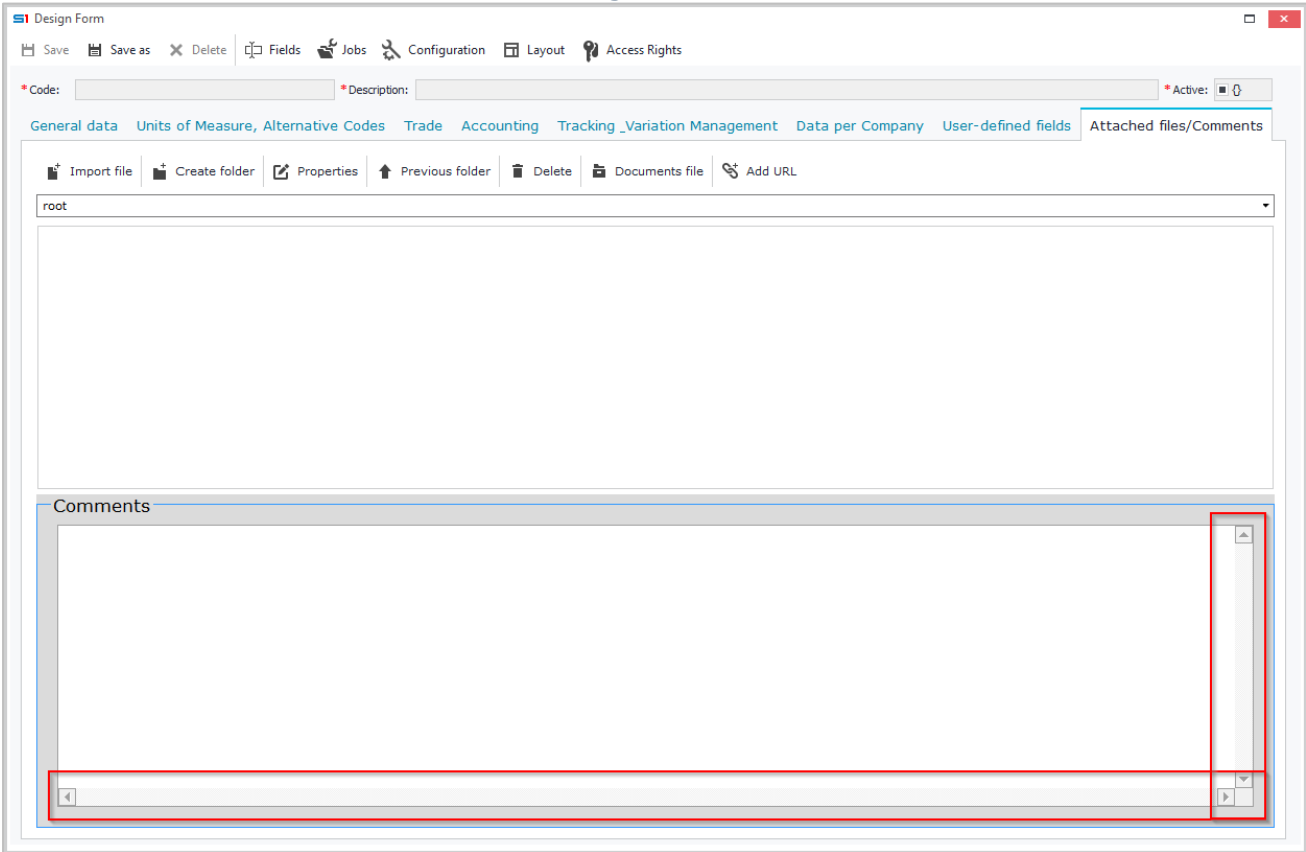 S1 Design Form
Save Save as Delete Fields Jobs Configuration Layout Access Rights
*Code: *Description: *Active: {}
General data Units of Measure, Alternative Codes Trade Accounting Tracking _Variation Management Data per Company User-defined fields Attached files/Comments
Import file Create folder Properties Previous folder Delete Documents file Add URL
root
Comments